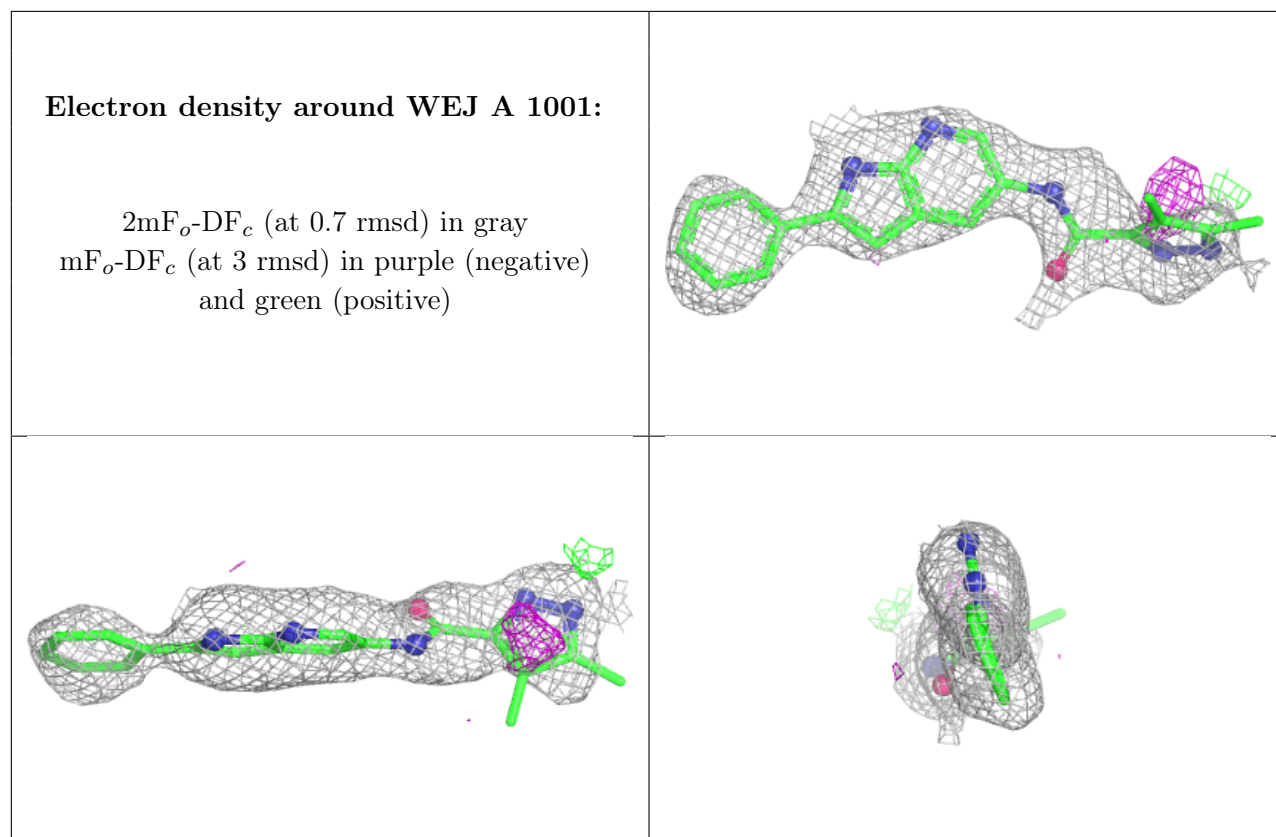 Electron density around WEJ A 1001:
2mFₒ-DF𝒸 (at 0.7 rmsd) in gray
mFₒ-DF𝒸 (at 3 rmsd) in purple (negative)
and green (positive)